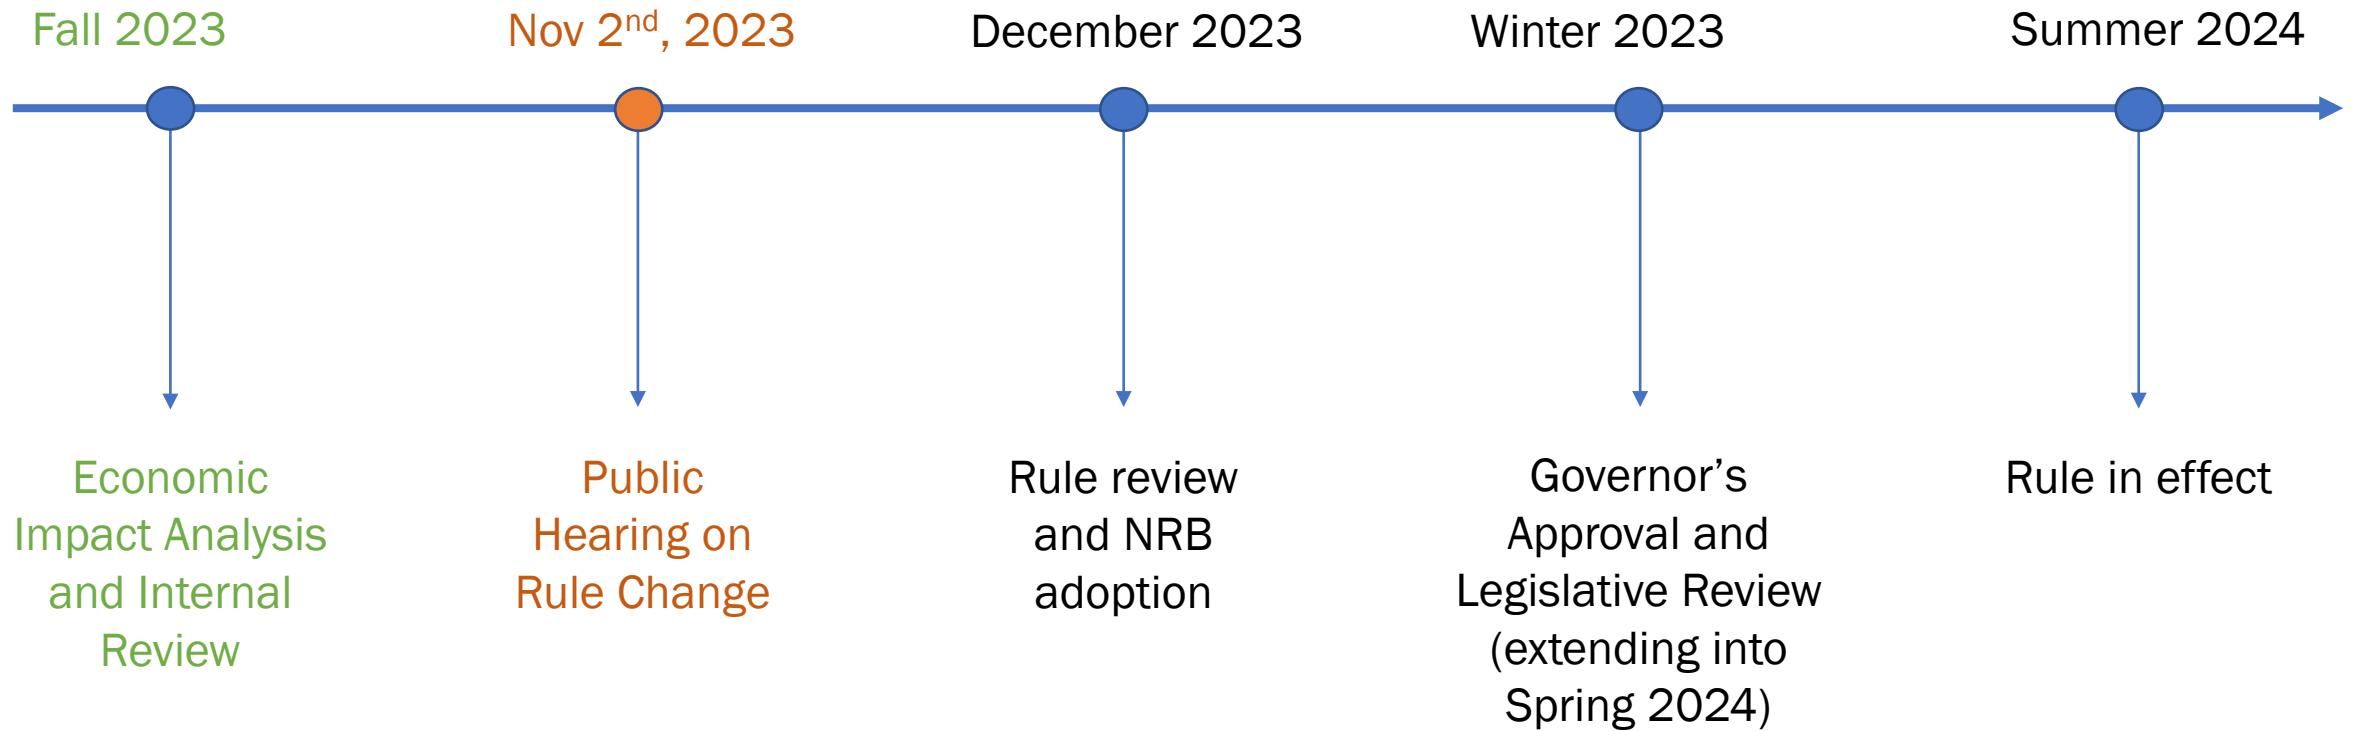 Fall 2023
Nov 2nd, 2023
December 2023
Winter 2023
Summer 2024
Economic
Impact Analysis
and Internal
Review
Public
Hearing on
Rule Change
Rule review
and NRB
adoption
Governor’s
Approval and
Legislative Review
(extending into
Spring 2024)
Rule in effect